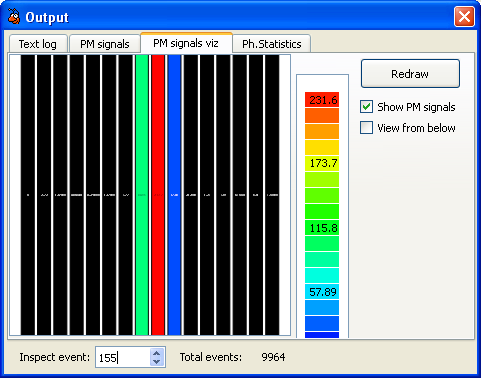 Output
Text log
PM signals
PM signals viz
Ph.Statistics
Redraw
Show PM signals
View from below
231.6
173.7
115.8
57.89
Inspect event:
155
Total events:
9964